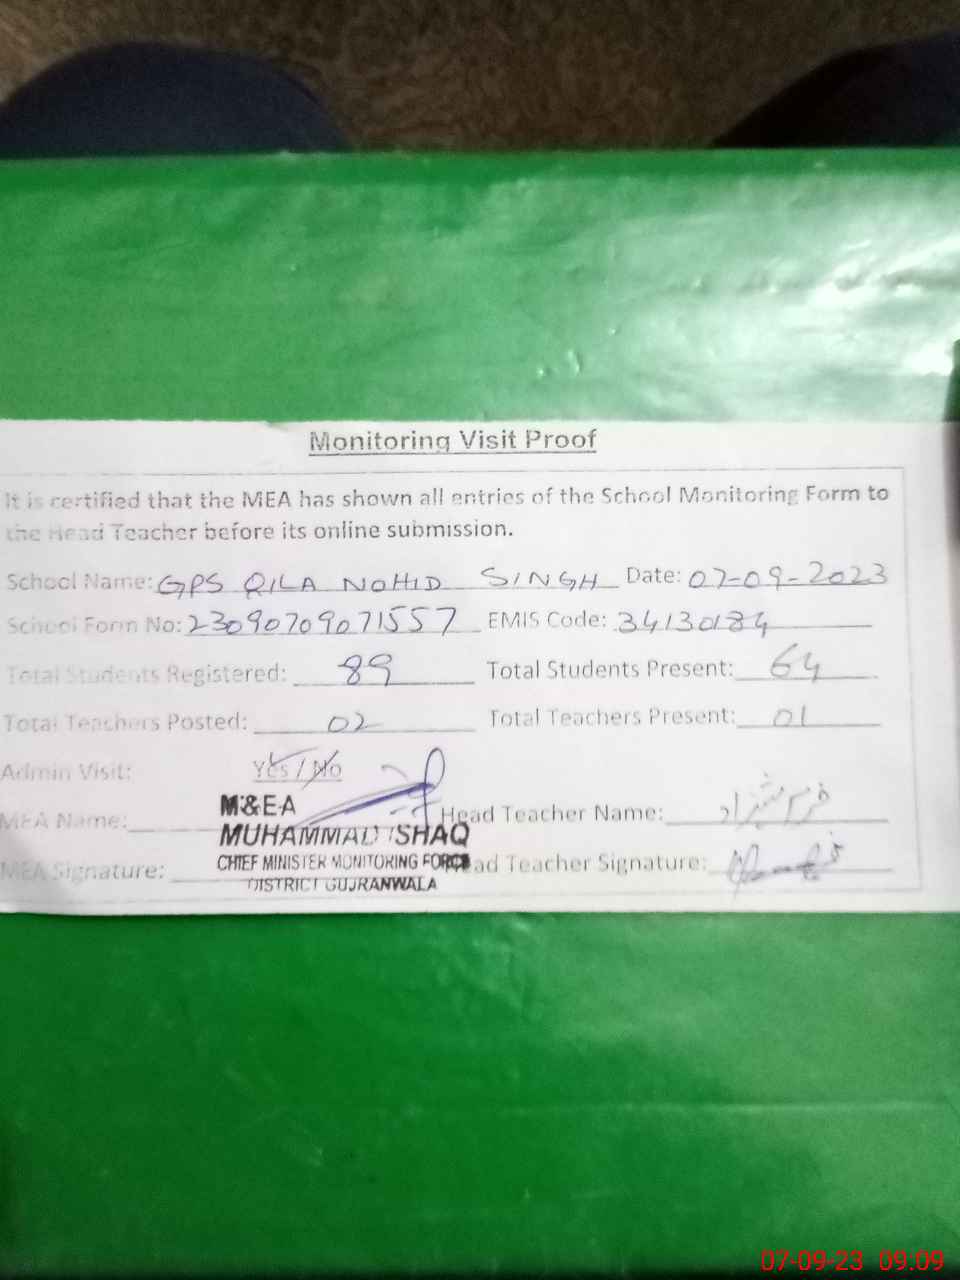 Monitoring Visit Proof
It is certified that the MEA has shown all entries of the School Monitoring Form to
the Head Teacher before its online submission.
School Name: GPS QILA NOHID SINGH Date: 07-09-2023
School Form No: 23090709071557 EMIS Code: 34130184
Total Students Registered: 89 Total Students Present: 64
Total Teachers Posted: 02 Total Teachers Present: 01
Admin Visit: Yes / No
MEA Name: Head Teacher Name: خرم شہزاد
M&EA
MUHAMMAD ISHAQ
CHIEF MINISTER MONITORING FORCE
DISTRICT GUJRANWALA
MEA Signature: Head Teacher Signature:
07-09-23 09:09